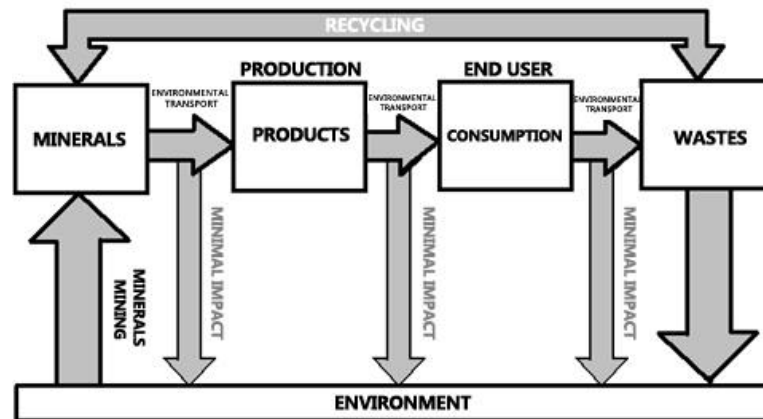 RECYCLING
PRODUCTION
END USER
ENVIRONMENTAL
TRANSPORT
ENVIRONMENTAL
TRANSPORT
ENVIRONMENTAL
TRANSPORT
MINERALS
PRODUCTS
CONSUMPTION
WASTES
MINERALS
MINING
MINIMAL IMPACT
MINIMAL IMPACT
MINIMAL IMPACT
ENVIRONMENT